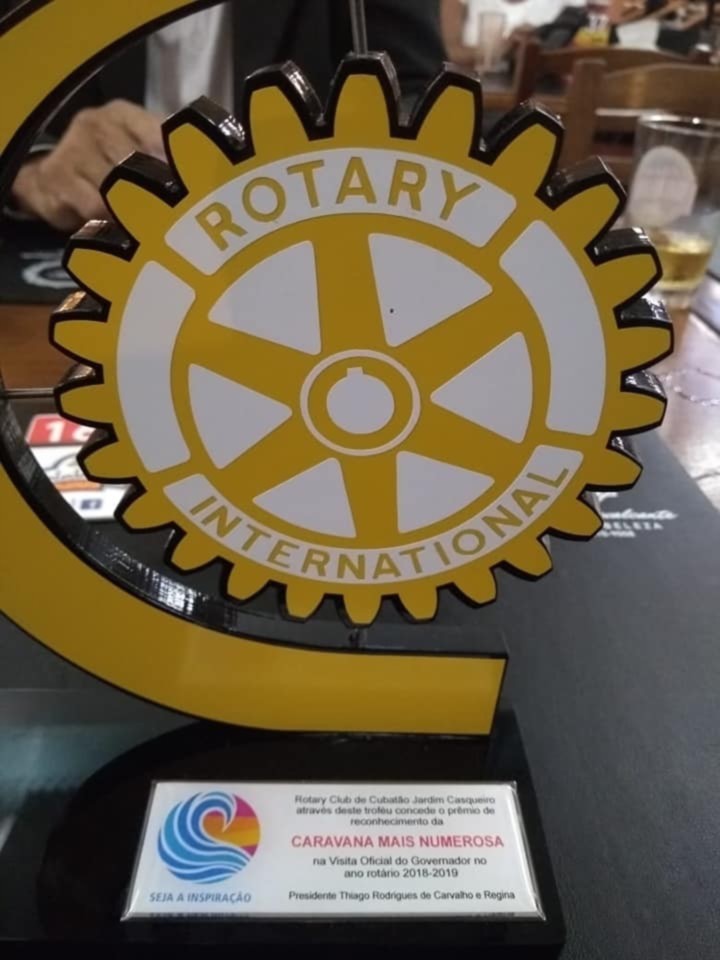 ROTARY
INTERNATIONAL
BELEZA
Rotary Club de Cubatão Jardim Casqueiro
através deste troféu concede o prêmio de
reconhecimento da
CARAVANA MAIS NUMEROSA
na Visita Oficial do Governador no
ano rotário 2018-2019
Presidente Thiago Rodrigues de Carvalho e Regina
SEJA A INSPIRAÇÃO